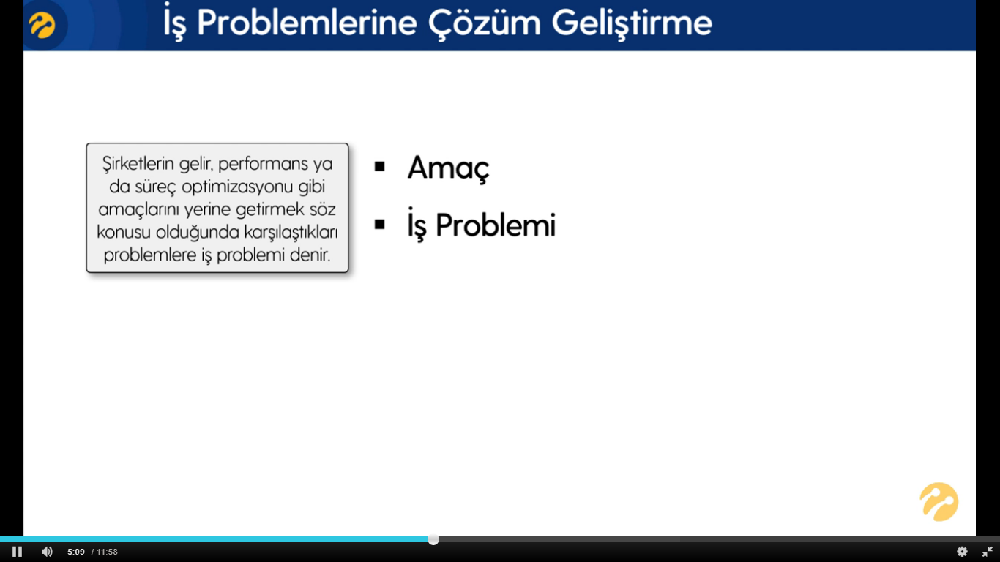 İş Problemlerine Çözüm Geliştirme
Şirketlerin gelir, performans ya
da süreç optimizasyonu gibi
amaçlarını yerine getirmek söz
konusu olduğunda karşılaştıkları
problemlere iş problemi denir.
▪ Amaç
▪ İş Problemi
5:09 / 11:58